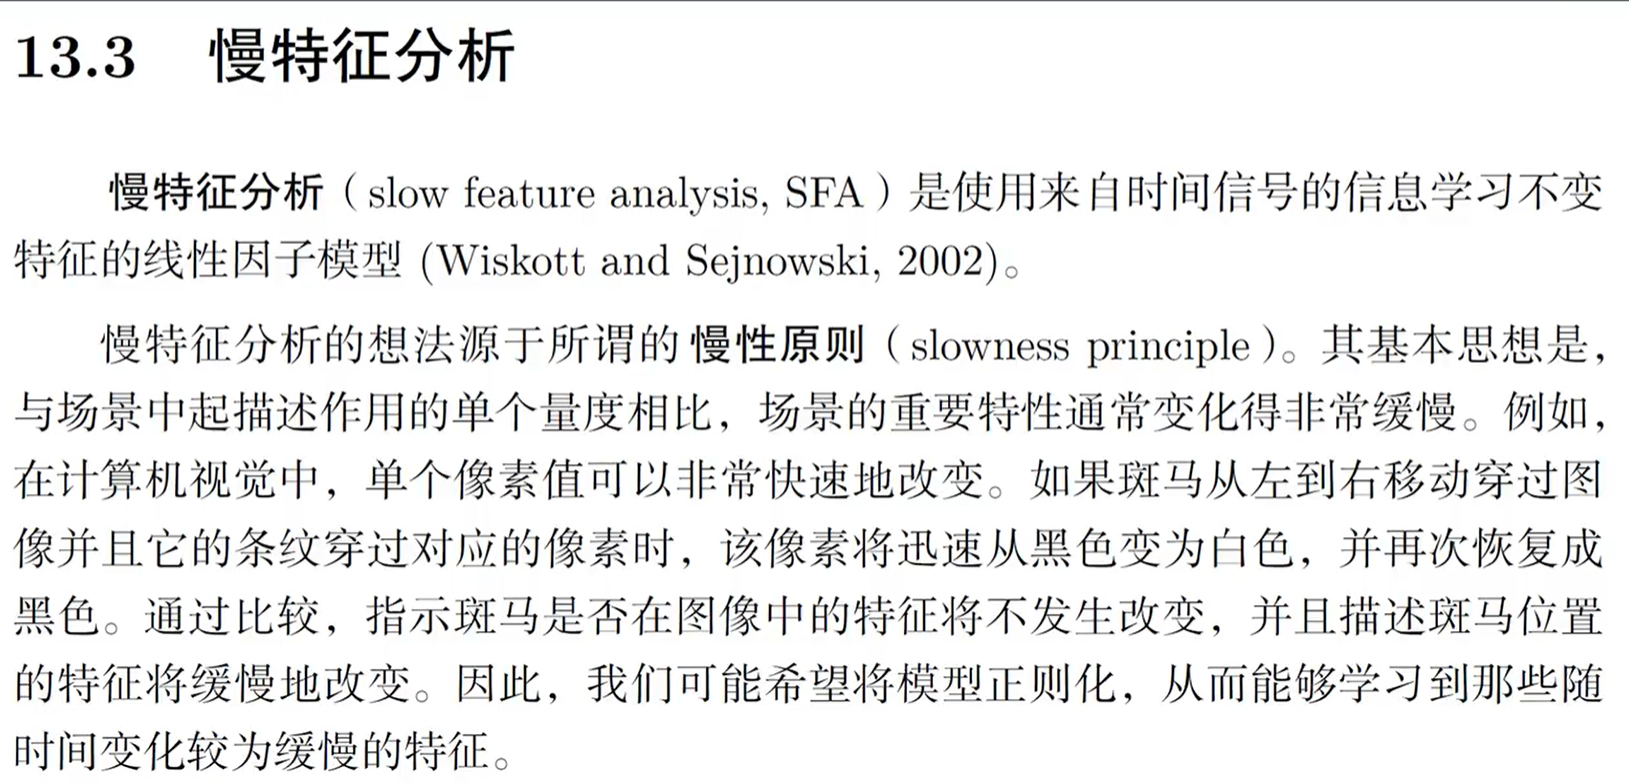 13.3 慢特征分析
慢特征分析（slow feature analysis, SFA）是使用来自时间信号的信息学习不变
特征的线性因子模型 (Wiskott and Sejnowski, 2002)。
慢特征分析的想法源于所谓的 慢性原则（slowness principle）。其基本思想是，
与场景中起描述作用的单个量度相比，场景的重要特性通常变化得非常缓慢。例如，
在计算机视觉中，单个像素值可以非常快速地改变。如果斑马从左到右移动穿过图
像并且它的条纹穿过对应的像素时，该像素将迅速从黑色变为白色，并再次恢复成
黑色。通过比较，指示斑马是否在图像中的特征将不发生改变，并且描述斑马位置
的特征将缓慢地改变。因此，我们可能希望将模型正则化，从而能够学习到那些随
时间变化较为缓慢的特征。